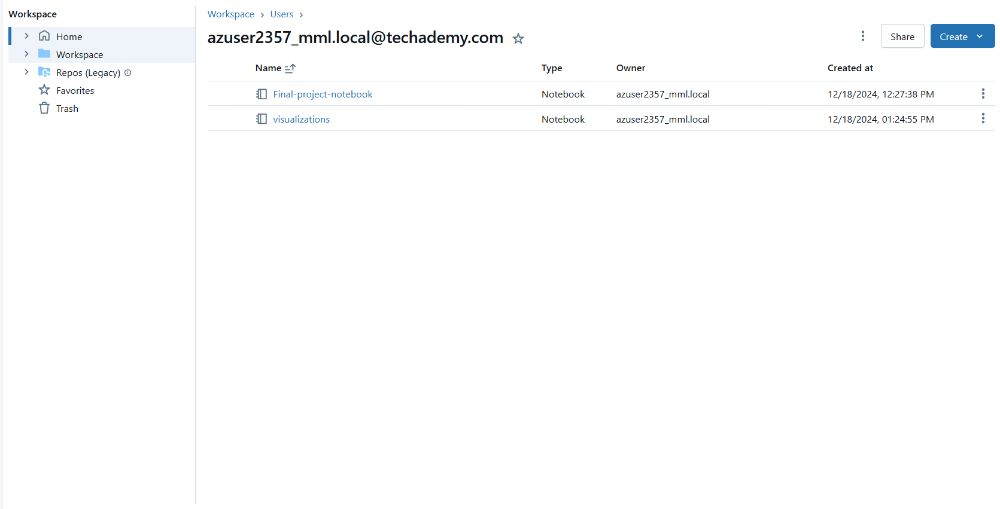 Workspace
Home
Workspace
Repos (Legacy)
Favorites
Trash
Workspace > Users >
azuser2357_mml.local@techademy.com
Share
Create
Name Type Owner Created at
Final-project-notebook Notebook azuser2357_mml.local 12/18/2024, 12:27:38 PM
visualizations Notebook azuser2357_mml.local 12/18/2024, 01:24:55 PM